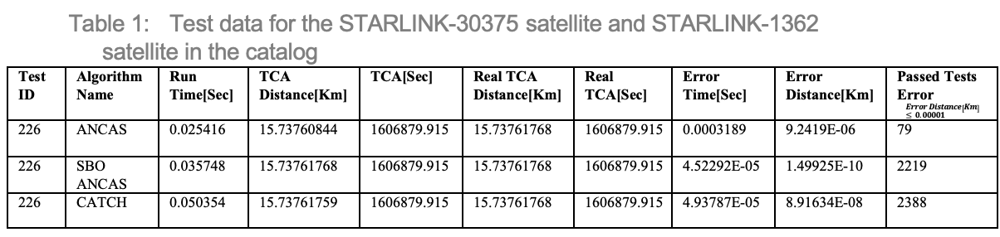 Table 1: Test data for the STARLINK-30375 satellite and STARLINK-1362
satellite in the catalog
Test ID | Algorithm Name | Run Time[Sec] | TCA Distance[Km] | TCA[Sec] | Real TCA Distance[Km] | Real TCA[Sec] | Error Time[Sec] | Error Distance[Km] | Passed Tests Error Error Distance[Km] ≤ 0.00001
226 | ANCAS | 0.025416 | 15.73760844 | 1606879.915 | 15.73761768 | 1606879.915 | 0.0003189 | 9.2419E-06 | 79
226 | SBO ANCAS | 0.035748 | 15.73761768 | 1606879.915 | 15.73761768 | 1606879.915 | 4.52292E-05 | 1.49925E-10 | 2219
226 | CATCH | 0.050354 | 15.73761759 | 1606879.915 | 15.73761768 | 1606879.915 | 4.93787E-05 | 8.91634E-08 | 2388